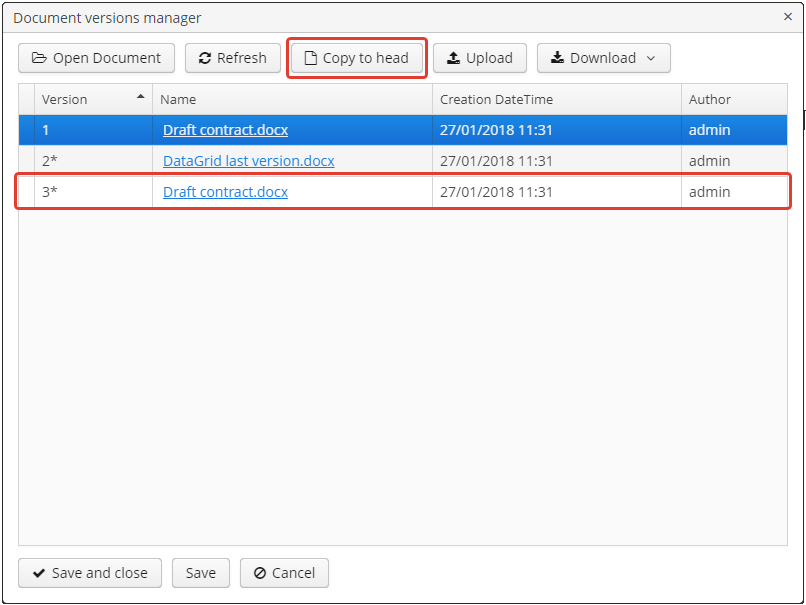 Document versions manager
Open Document Refresh Copy to head Upload Download
Version Name Creation DateTime Author
1 Draft contract.docx 27/01/2018 11:31 admin
2* DataGrid last version.docx 27/01/2018 11:31 admin
3* Draft contract.docx 27/01/2018 11:31 admin
Save and close Save Cancel